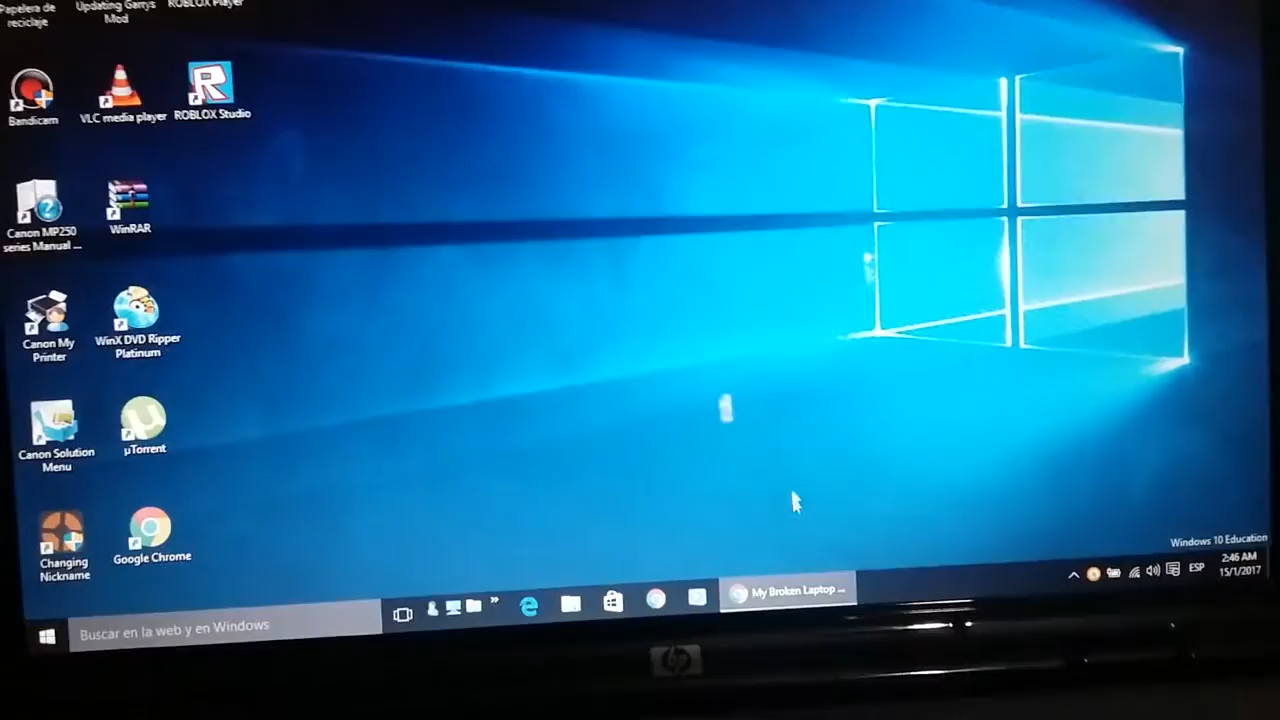 Papelera de
reciclaje
Updating Garrys
Mod
ROBLOX Player
Bandicam
VLC media player
ROBLOX Studio
Canon MP250
series Manual ...
WinRAR
Canon My
Printer
WinX DVD Ripper
Platinum
Canon Solution
Menu
µTorrent
Changing
Nickname
Google Chrome
Windows 10 Education
Buscar en la web y en Windows
My Broken Laptop ...
ESP
2:46 AM
15/1/2017
hp